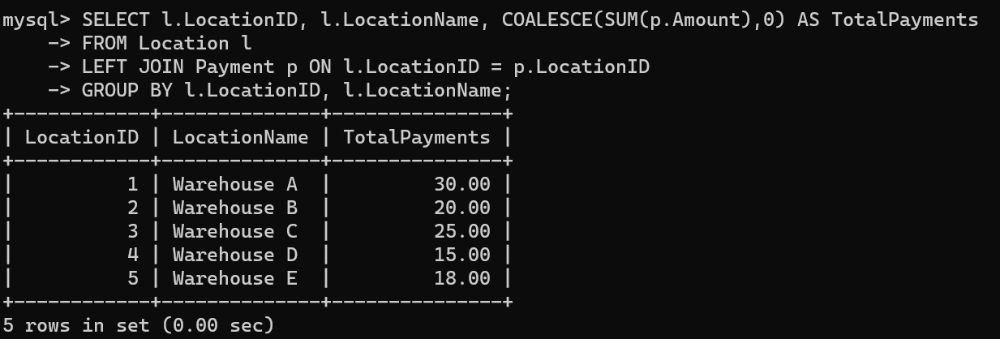 mysql> SELECT l.LocationID, l.LocationName, COALESCE(SUM(p.Amount),0) AS TotalPayments
    -> FROM Location l
    -> LEFT JOIN Payment p ON l.LocationID = p.LocationID
    -> GROUP BY l.LocationID, l.LocationName;
+------------+--------------+---------------+
| LocationID | LocationName | TotalPayments |
+------------+--------------+---------------+
|          1 | Warehouse A  |         30.00 |
|          2 | Warehouse B  |         20.00 |
|          3 | Warehouse C  |         25.00 |
|          4 | Warehouse D  |         15.00 |
|          5 | Warehouse E  |         18.00 |
+------------+--------------+---------------+
5 rows in set (0.00 sec)